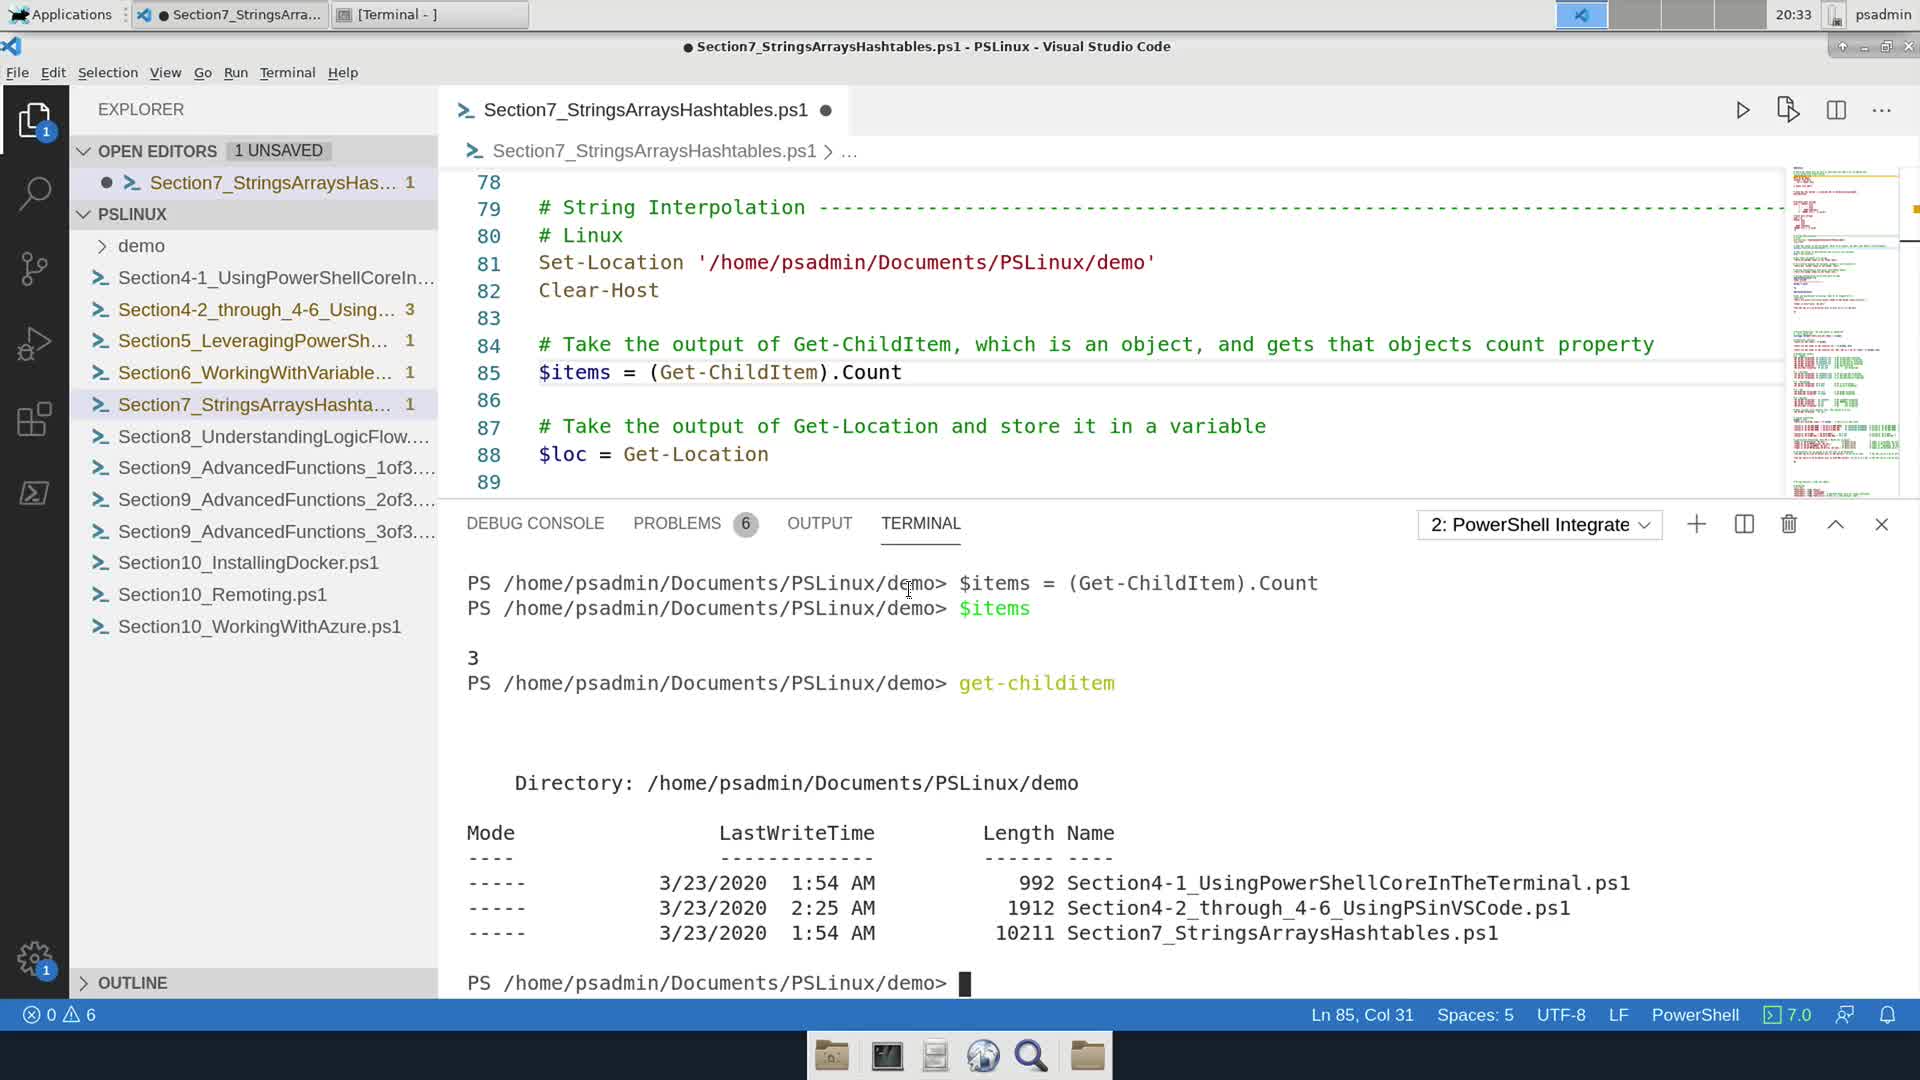 Applications
● Section7_StringsArra...
[Terminal - ]
20:33
psadmin
● Section7_StringsArraysHashtables.ps1 - PSLinux - Visual Studio Code
File Edit Selection View Go Run Terminal Help
EXPLORER
OPEN EDITORS 1 UNSAVED
Section7_StringsArraysHas... 1
PSLINUX
demo
Section4-1_UsingPowerShellCoreIn...
Section4-2_through_4-6_Using... 3
Section5_LeveragingPowerSh... 1
Section6_WorkingWithVariable... 1
Section7_StringsArraysHashta... 1
Section8_UnderstandingLogicFlow....
Section9_AdvancedFunctions_1of3....
Section9_AdvancedFunctions_2of3....
Section9_AdvancedFunctions_3of3....
Section10_InstallingDocker.ps1
Section10_Remoting.ps1
Section10_WorkingWithAzure.ps1
OUTLINE
1
1
Section7_StringsArraysHashtables.ps1 ●
Section7_StringsArraysHashtables.ps1 > ...
78
79 # String Interpolation --------------------------------------------------------------------------------
80 # Linux
81 Set-Location '/home/psadmin/Documents/PSLinux/demo'
82 Clear-Host
83
84 # Take the output of Get-ChildItem, which is an object, and gets that objects count property
85 $items = (Get-ChildItem).Count
86
87 # Take the output of Get-Location and store it in a variable
88 $loc = Get-Location
89
DEBUG CONSOLE PROBLEMS 6 OUTPUT TERMINAL
2: PowerShell Integrate
PS /home/psadmin/Documents/PSLinux/demo> $items = (Get-ChildItem).Count
PS /home/psadmin/Documents/PSLinux/demo> $items
3
PS /home/psadmin/Documents/PSLinux/demo> get-childitem
Directory: /home/psadmin/Documents/PSLinux/demo
Mode LastWriteTime Length Name
---- ------------- ------ ----
----- 3/23/2020 1:54 AM 992 Section4-1_UsingPowerShellCoreInTheTerminal.ps1
----- 3/23/2020 2:25 AM 1912 Section4-2_through_4-6_UsingPSinVSCode.ps1
----- 3/23/2020 1:54 AM 10211 Section7_StringsArraysHashtables.ps1
PS /home/psadmin/Documents/PSLinux/demo>
0 6
Ln 85, Col 31 Spaces: 5 UTF-8 LF PowerShell 7.0